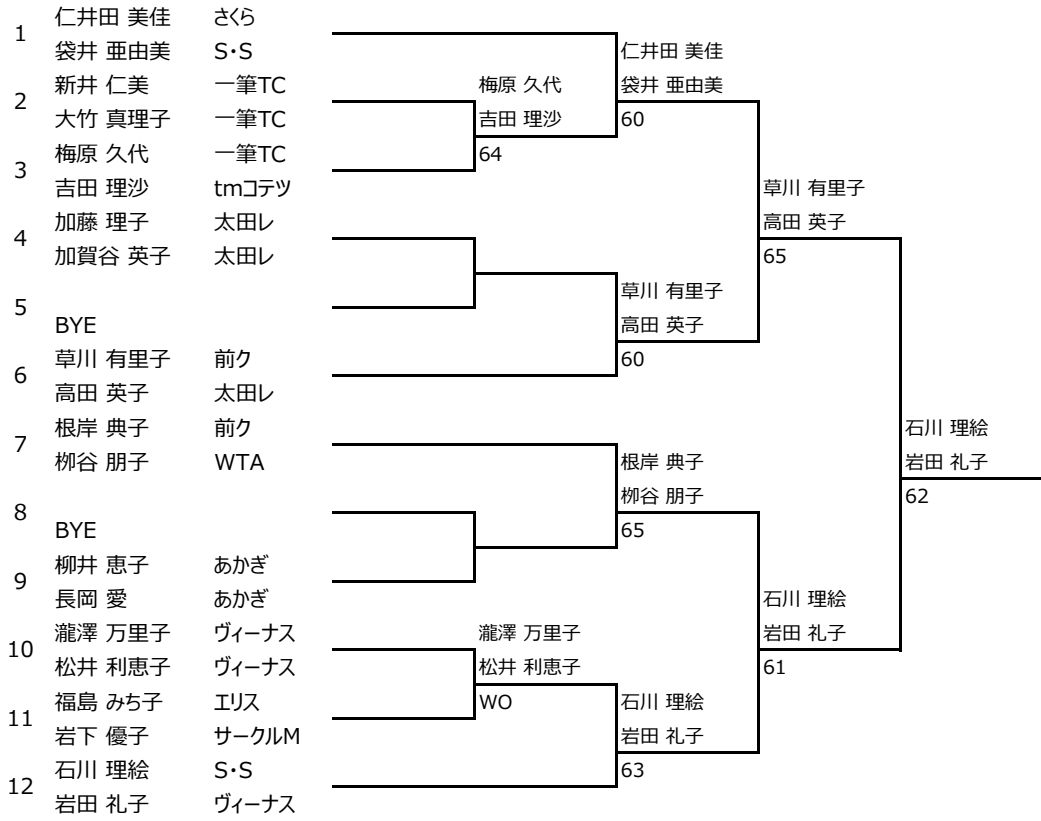 1
仁井田 美佳 さくら
袋井 亜由美 S・S
2
新井 仁美 一筆TC
大竹 真理子 一筆TC
3
梅原 久代 一筆TC
吉田 理沙 tmコテツ
4
加藤 理子 太田レ
加賀谷 英子 太田レ
5
BYE
6
草川 有里子 前ク
高田 英子 太田レ
7
根岸 典子 前ク
栁谷 朋子 WTA
8
BYE
9
柳井 恵子 あかぎ
長岡 愛 あかぎ
10
瀧澤 万里子 ヴィーナス
松井 利恵子 ヴィーナス
11
福島 みち子 エリス
岩下 優子 サークルM
12
石川 理絵 S・S
岩田 礼子 ヴィーナス
梅原 久代
吉田 理沙
64
瀧澤 万里子
松井 利恵子
WO
仁井田 美佳
袋井 亜由美
60
草川 有里子
高田 英子
60
根岸 典子
栁谷 朋子
65
石川 理絵
岩田 礼子
63
草川 有里子
高田 英子
65
石川 理絵
岩田 礼子
61
石川 理絵
岩田 礼子
62